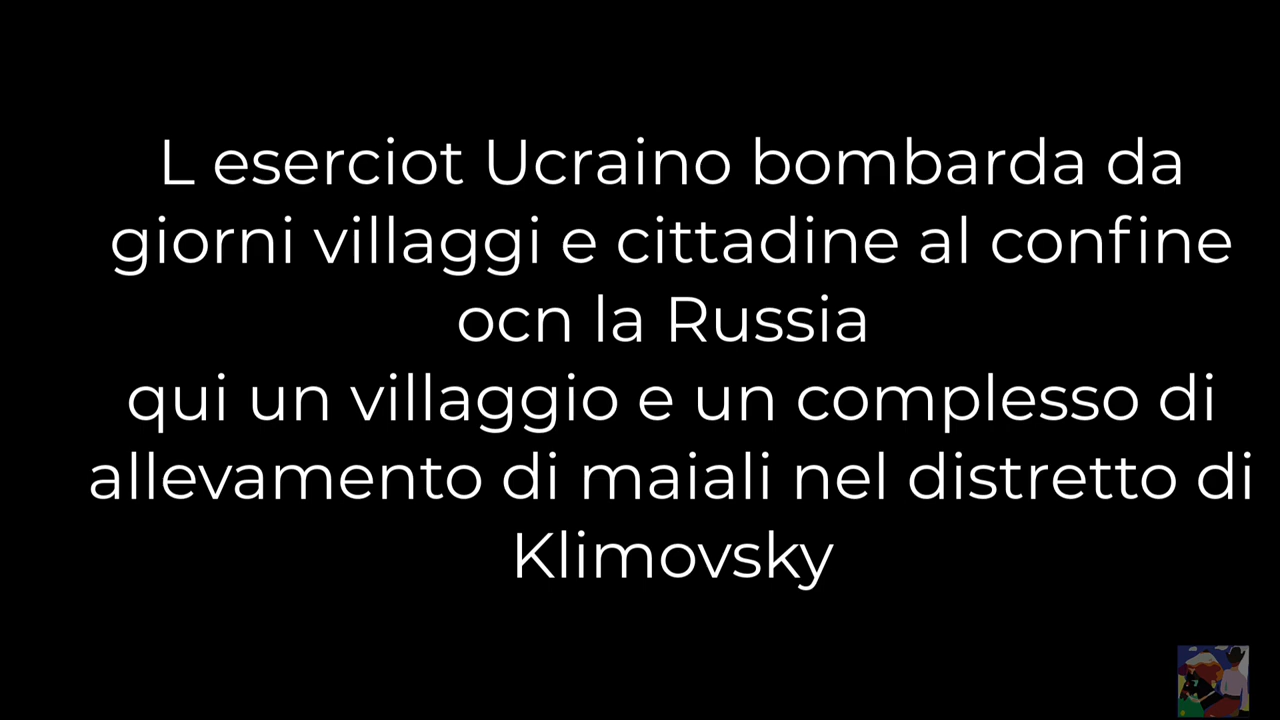 L eserciot Ucraino bombarda da
giorni villaggi e cittadine al confine
ocn la Russia
qui un villaggio e un complesso di
allevamento di maiali nel distretto di
Klimovsky